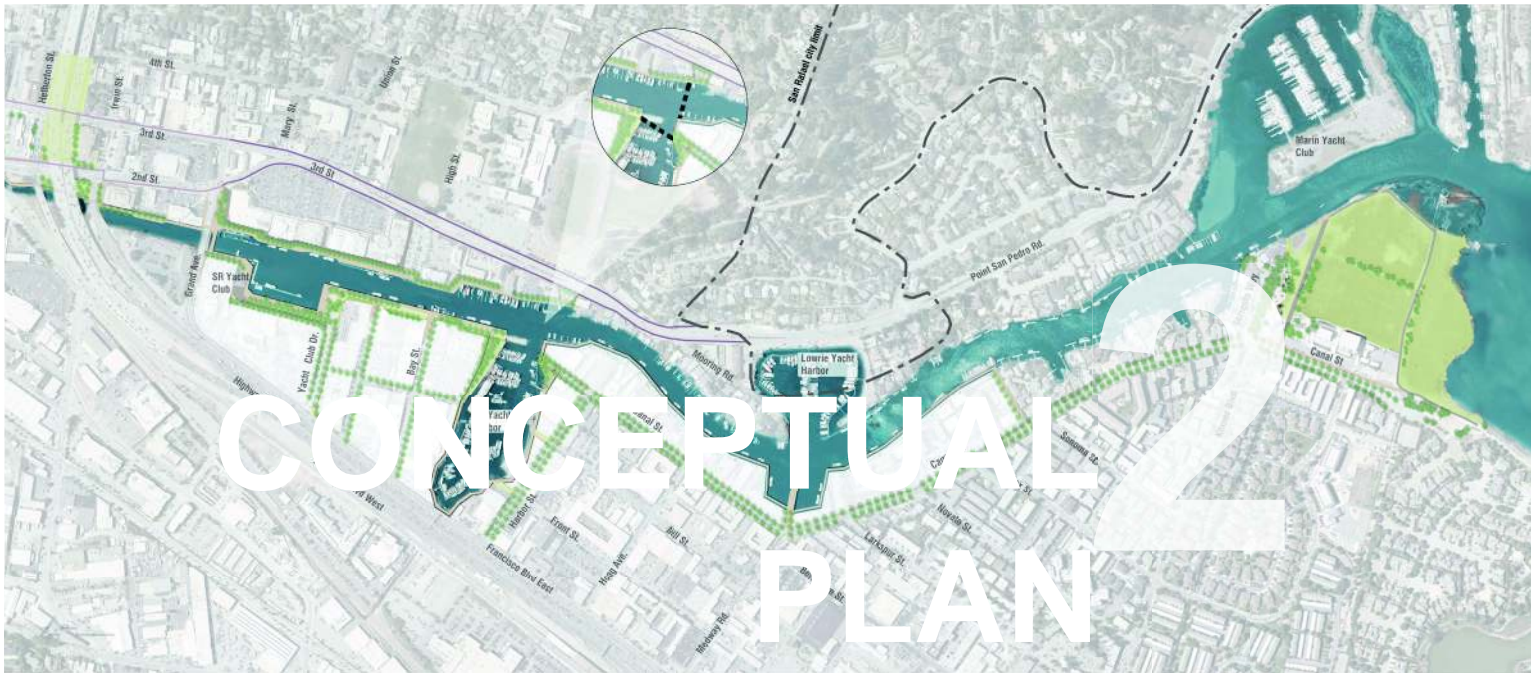 Hetherton St.
Irwin St.
4th St.
Mary St.
Union St.
3rd St.
2nd St.
3rd St
High St.
San Rafael city limit
Marin Yacht
Club
Point San Pedro Rd.
Grand Ave.
SR Yacht
Club
Yacht Club Dr.
Bay St.
Mooring Rd.
Lowrie Yacht
Harbor
Canal St
Yacht
Canal St.
Sonoma St.
Novato St.
Larkspur St.
Harbor St.
Front St.
Hoag Ave.
Mill St.
Medway Rd.
Francisco Blvd East
West
CONCEPTUAL
PLAN
2